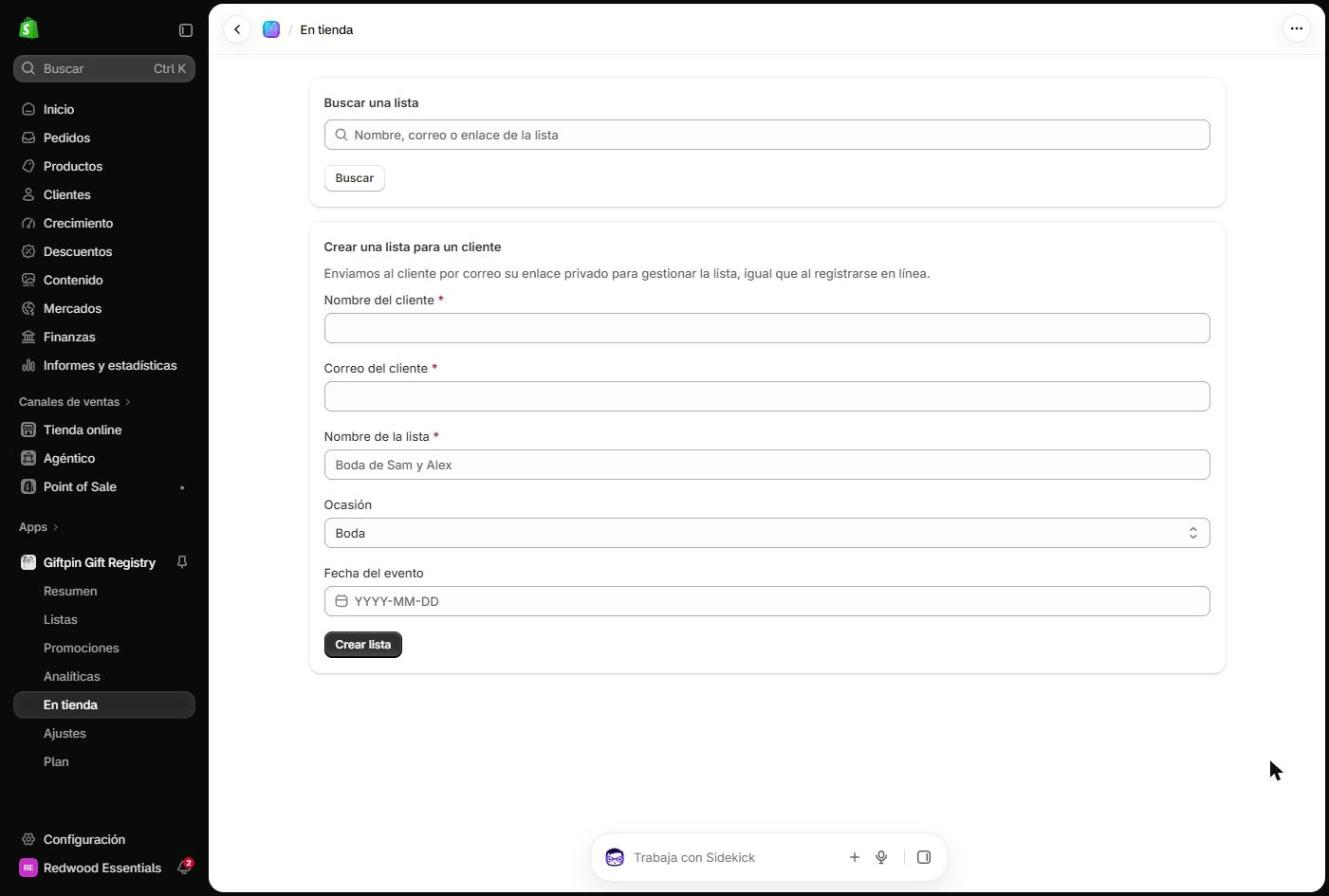 Buscar
Ctrl K
Inicio
Pedidos
Productos
Clientes
Crecimiento
Descuentos
Contenido
Mercados
Finanzas
Informes y estadísticas
Canales de ventas
Tienda online
Agéntico
Point of Sale
Apps
Giftpin Gift Registry
Resumen
Listas
Promociones
Analíticas
En tienda
Ajustes
Plan
Configuración
RE
Redwood Essentials
2
/ En tienda
Buscar una lista
Nombre, correo o enlace de la lista
Buscar
Crear una lista para un cliente
Enviamos al cliente por correo su enlace privado para gestionar la lista, igual que al registrarse en línea.
Nombre del cliente *
Correo del cliente *
Nombre de la lista *
Boda de Sam y Alex
Ocasión
Boda
Fecha del evento
YYYY-MM-DD
Crear lista
Trabaja con Sidekick